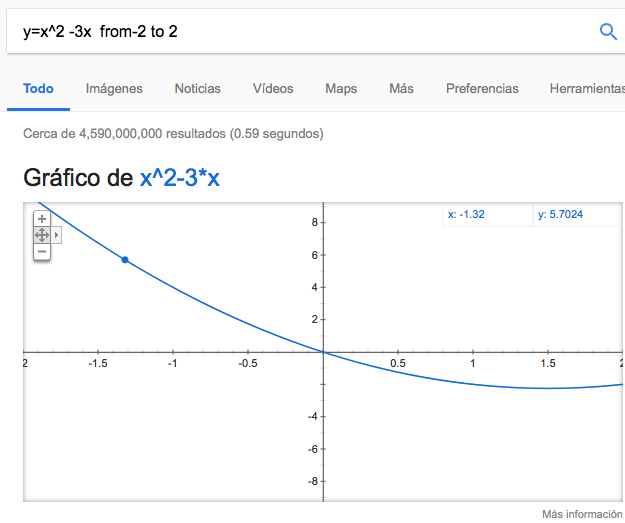 y=x^2 -3x  from-2 to 2
Todo Imágenes Noticias Vídeos Maps Más Preferencias Herramientas
Cerca de 4,590,000,000 resultados (0.59 segundos)
Gráfico de x^2-3*x
x: -1.32 y: 5.7024
8
6
4
2
2 -1.5 -1 -0.5 0.5 1 1.5 2
-4
-6
-8
Más información